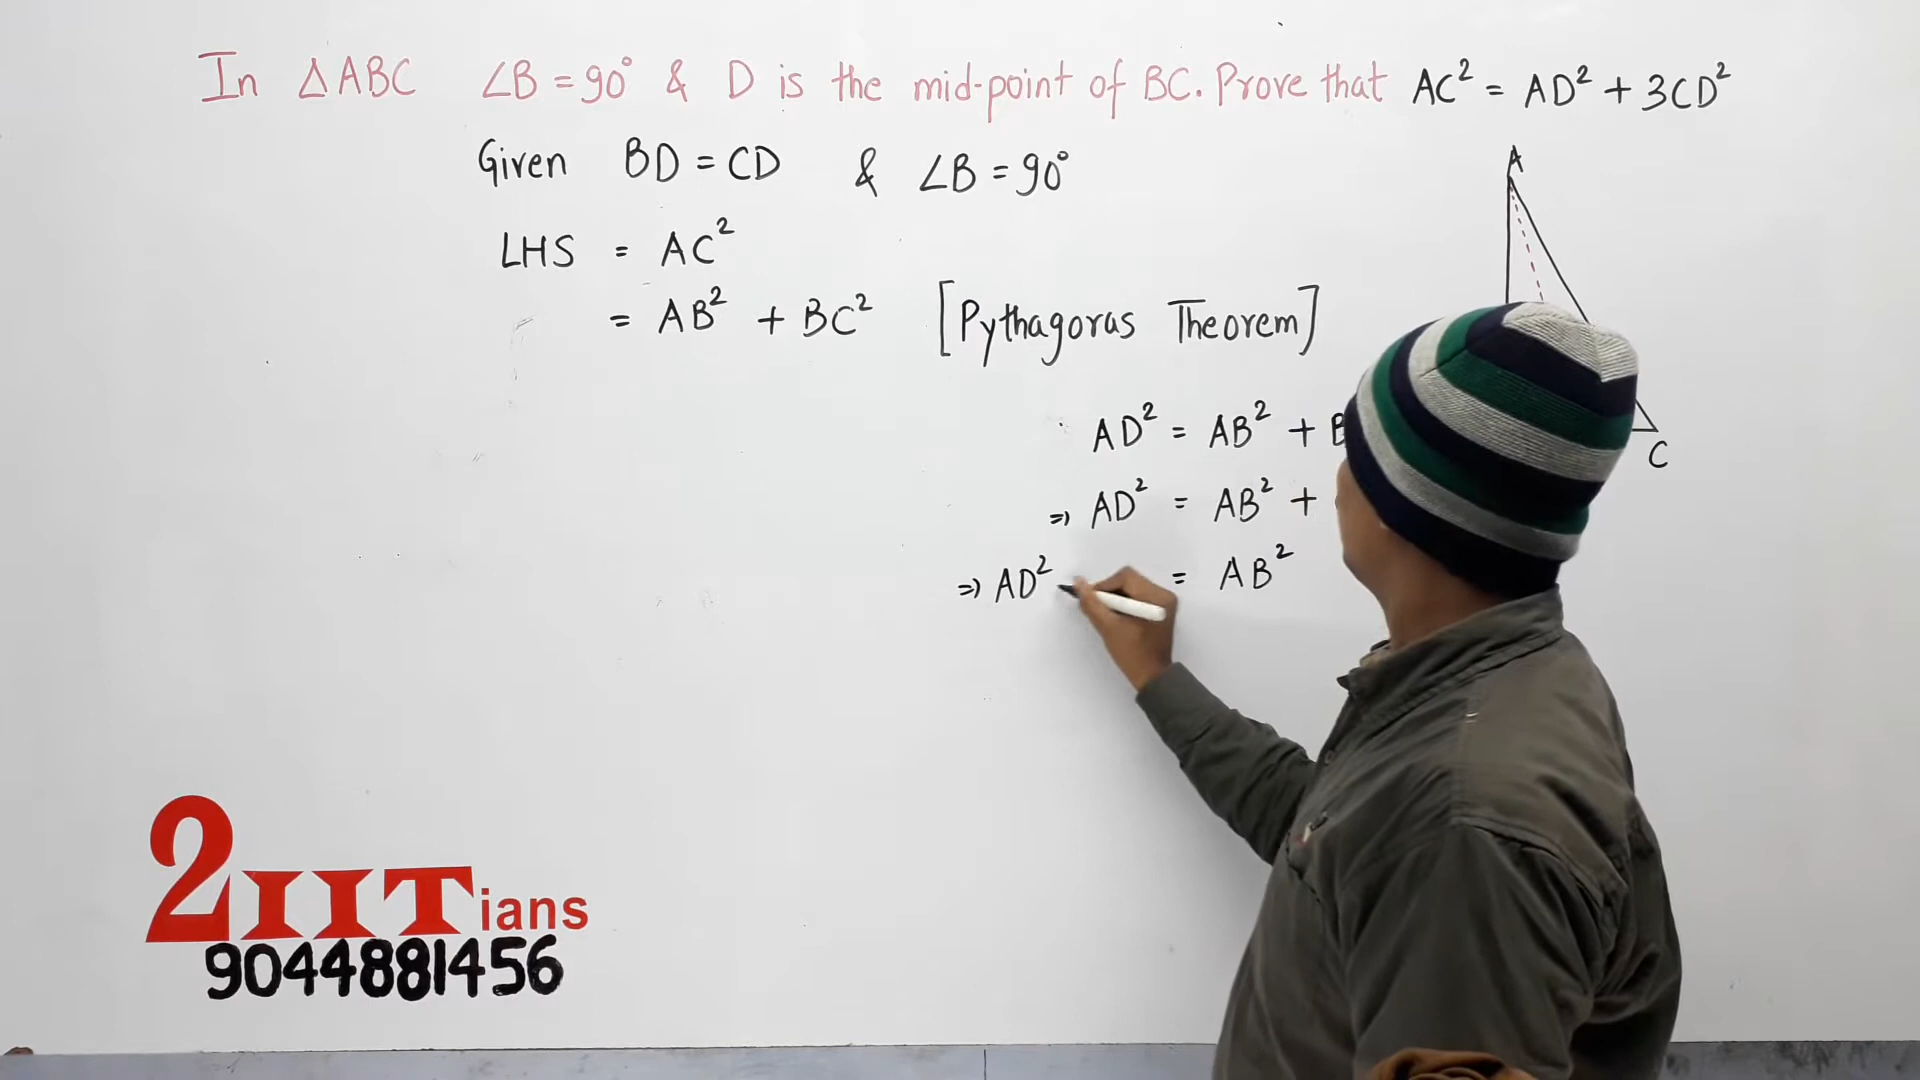 In △ABC ∠B = 90° & D is the mid-point of BC. Prove that AC² = AD² + 3CD²
Given BD = CD & ∠B = 90°
A
LHS = AC²
= AB² + BC² [Pythagoras Theorem]
AD² = AB² + B
C
⇒ AD² = AB² +
⇒ AD² = AB²
2IITians
9044881456